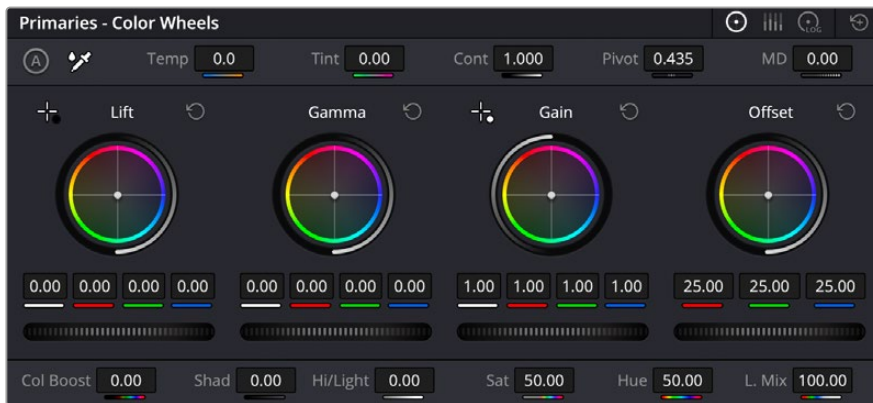 Primaries - Color Wheels
LOG
A Temp 0.0 Tint 0.00 Cont 1.000 Pivot 0.435 MD 0.00
Lift Gamma Gain Offset
0.00 0.00 0.00 0.00 0.00 0.00 0.00 0.00 1.00 1.00 1.00 1.00 25.00 25.00 25.00
Col Boost 0.00 Shad 0.00 Hi/Light 0.00 Sat 50.00 Hue 50.00 L. Mix 100.00